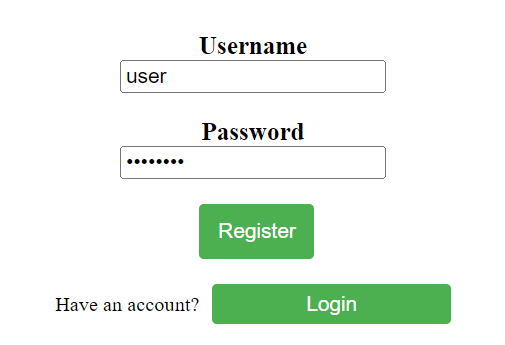 Username
user
Password
••••••••
Register
Have an account? Login